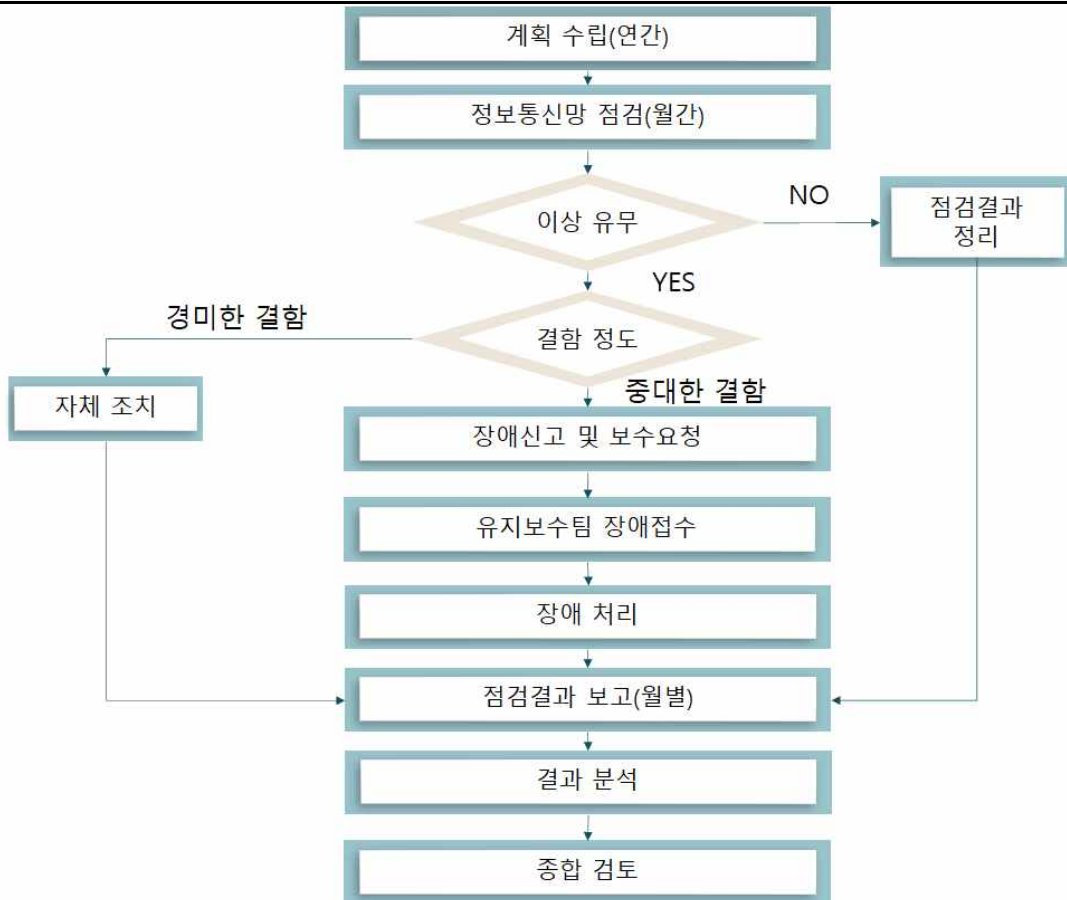 계획 수립(연간)
정보통신망 점검(월간)
이상 유무
NO
점검결과
정리
YES
경미한 결함
결함 정도
자체 조치
중대한 결함
장애신고 및 보수요청
유지보수팀 장애접수
장애 처리
점검결과 보고(월별)
결과 분석
종합 검토